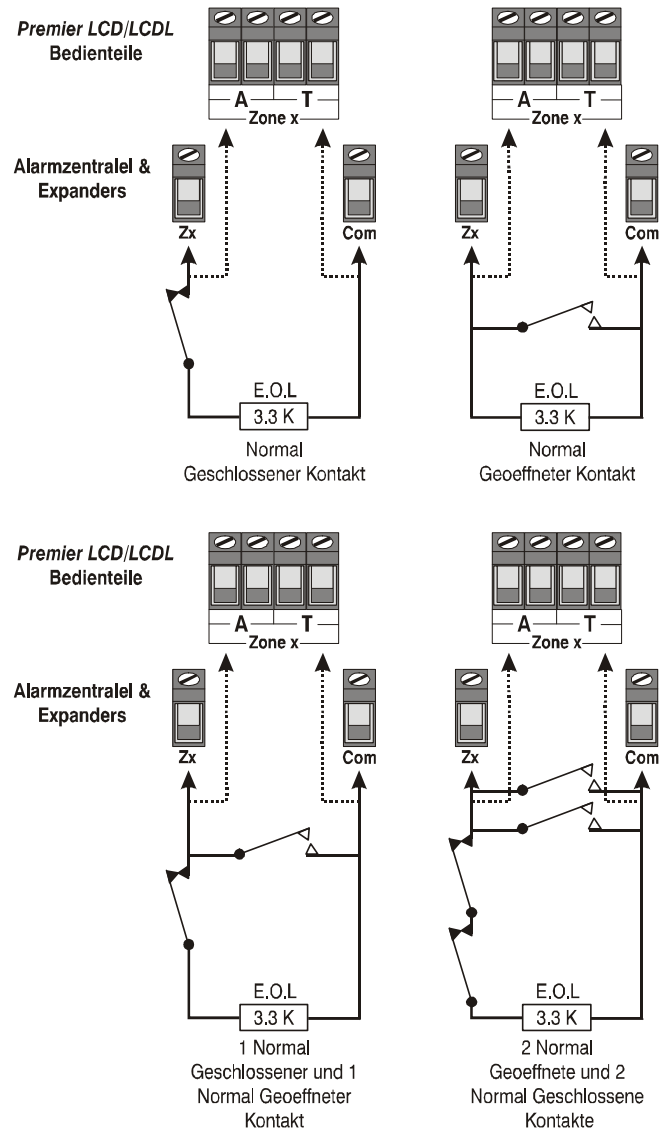 Premier LCD/LCDL
Bedienteile
A T
Zone x
Alarmzentralel &
Expanders
Zx Com
E.O.L
3.3 K
Normal
Geschlossener Kontakt
A T
Zone x
Zx Com
E.O.L
3.3 K
Normal
Geoeffneter Kontakt
Premier LCD/LCDL
Bedienteile
A T
Zone x
Alarmzentralel &
Expanders
Zx Com
E.O.L
3.3 K
1 Normal
Geschlossener und 1
Normal Geoeffneter
Kontakt
A T
Zone x
Zx Com
E.O.L
3.3 K
2 Normal
Geoeffnete und 2
Normal Geschlossene
Kontakte